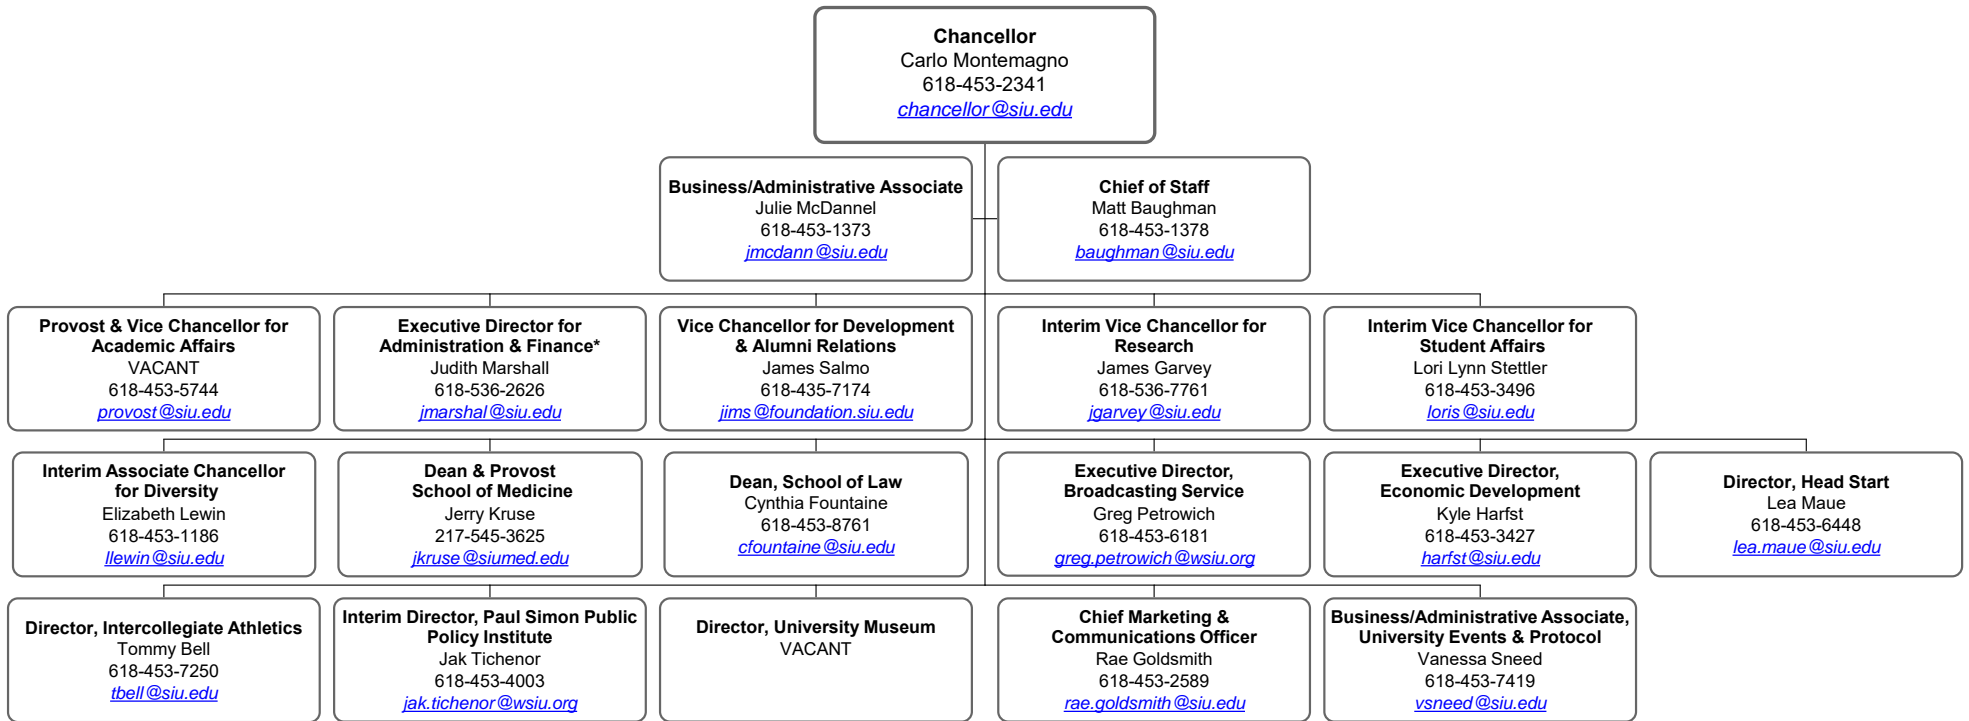 Chancellor
Carlo Montemagno
618-453-2341
chancellor@siu.edu
Business/Administrative Associate
Julie McDannel
618-453-1373
jmcdann@siu.edu
Chief of Staff
Matt Baughman
618-453-1378
baughman@siu.edu
Provost & Vice Chancellor for
Academic Affairs
VACANT
618-453-5744
provost@siu.edu
Executive Director for
Administration & Finance*
Judith Marshall
618-536-2626
jmarshal@siu.edu
Vice Chancellor for Development
& Alumni Relations
James Salmo
618-435-7174
jims@foundation.siu.edu
Interim Vice Chancellor for
Research
James Garvey
618-536-7761
jgarvey@siu.edu
Interim Vice Chancellor for
Student Affairs
Lori Lynn Stettler
618-453-3496
loris@siu.edu
Interim Associate Chancellor
for Diversity
Elizabeth Lewin
618-453-1186
llewin@siu.edu
Dean & Provost
School of Medicine
Jerry Kruse
217-545-3625
jkruse@siumed.edu
Dean, School of Law
Cynthia Fountaine
618-453-8761
cfountaine@siu.edu
Executive Director,
Broadcasting Service
Greg Petrowich
618-453-6181
greg.petrowich@wsiu.org
Executive Director,
Economic Development
Kyle Harfst
618-453-3427
harfst@siu.edu
Director, Head Start
Lea Maue
618-453-6448
lea.maue@siu.edu
Director, Intercollegiate Athletics
Tommy Bell
618-453-7250
tbell@siu.edu
Interim Director, Paul Simon Public
Policy Institute
Jak Tichenor
618-453-4003
jak.tichenor@wsiu.org
Director, University Museum
VACANT
Chief Marketing &
Communications Officer
Rae Goldsmith
618-453-2589
rae.goldsmith@siu.edu
Business/Administrative Associate,
University Events & Protocol
Vanessa Sneed
618-453-7419
vsneed@siu.edu